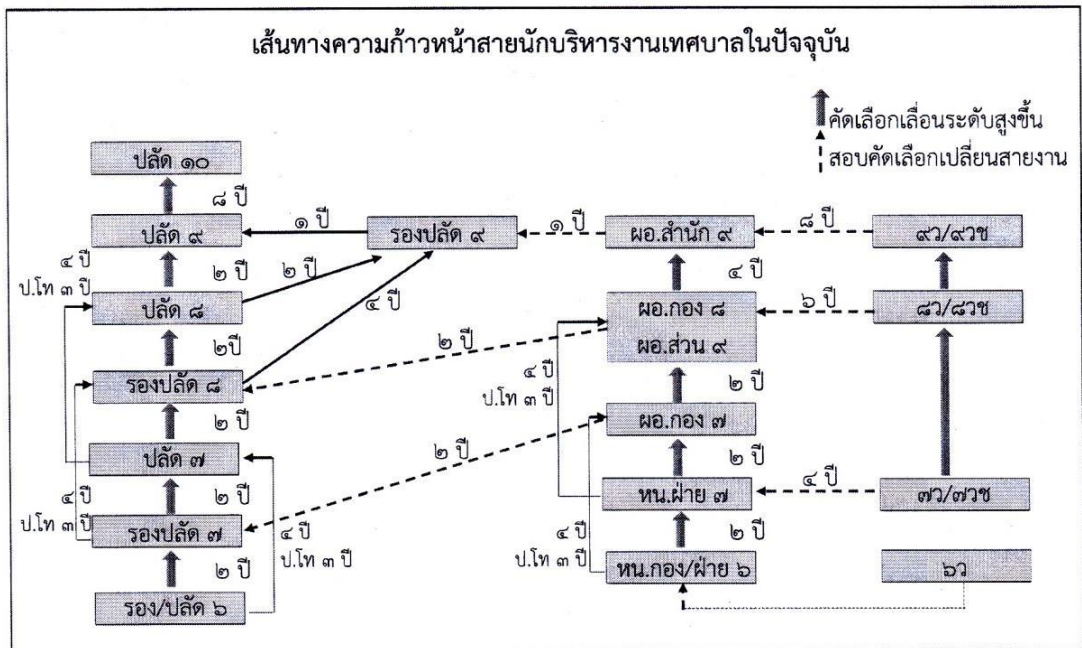 เส้นทางความก้าวหน้าสายนักบริหารงานเทศบาลในปัจจุบัน
คัดเลือกเลื่อนระดับสูงขึ้น
สอบคัดเลือกเปลี่ยนสายงาน
ปลัด ๑๐
๘ ปี
ปลัด ๙
๑ ปี
รองปลัด ๙
๑ ปี
ผอ.สำนัก ๙
๘ ปี
๙ว/๙วช
๔ ปี
ป.โท ๓ ปี
๒ ปี
๒ ปี
๔ ปี
๔ ปี
ปลัด ๘
ผอ.กอง ๘
ผอ.ส่วน ๙
๖ ปี
๘ว/๘วช
๒ปี
๒ ปี
รองปลัด ๘
๔ ปี
ป.โท ๓ ปี
๒ ปี
๒ ปี
ผอ.กอง ๗
ปลัด ๗
๒ ปี
๒ ปี
๔ ปี
ป.โท ๓ ปี
๒ ปี
หน.ฝ่าย ๗
๔ ปี
๗ว/๗วช
รองปลัด ๗
๔ ปี
ป.โท ๓ ปี
๒ ปี
๔ ปี
ป.โท ๓ ปี
๒ ปี
หน.กอง/ฝ่าย ๖
๖ว
รอง/ปลัด ๖